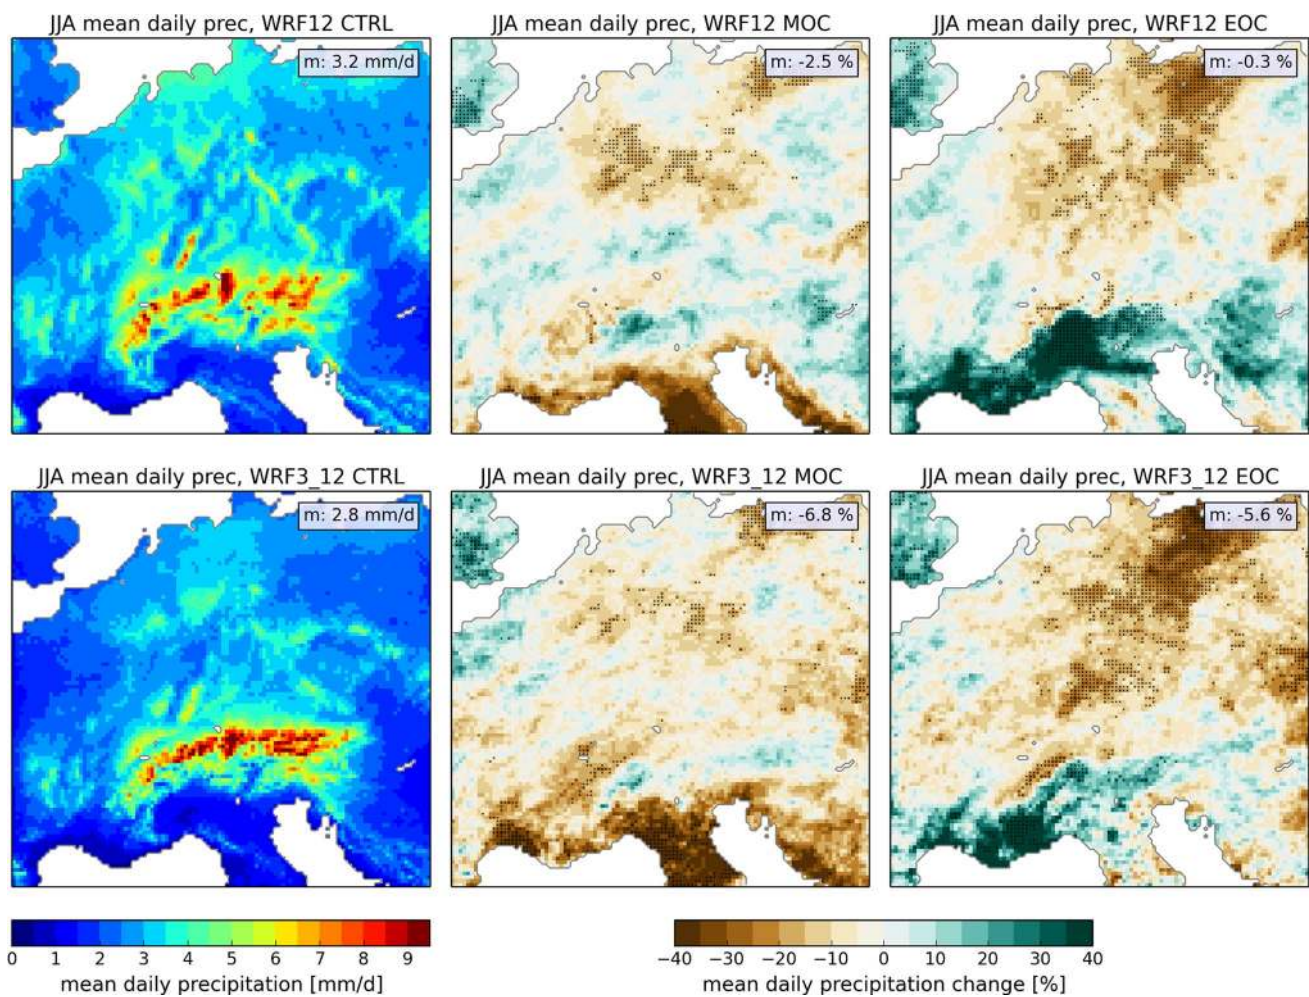 JJA mean daily prec, WRF12 CTRL
m: 3.2 mm/d
JJA mean daily prec, WRF12 MOC
m: -2.5 %
JJA mean daily prec, WRF12 EOC
m: -0.3 %
JJA mean daily prec, WRF3_12 CTRL
m: 2.8 mm/d
JJA mean daily prec, WRF3_12 MOC
m: -6.8 %
JJA mean daily prec, WRF3_12 EOC
m: -5.6 %
0 1 2 3 4 5 6 7 8 9
mean daily precipitation [mm/d]
−40 −30 −20 −10 0 10 20 30 40
mean daily precipitation change [%]